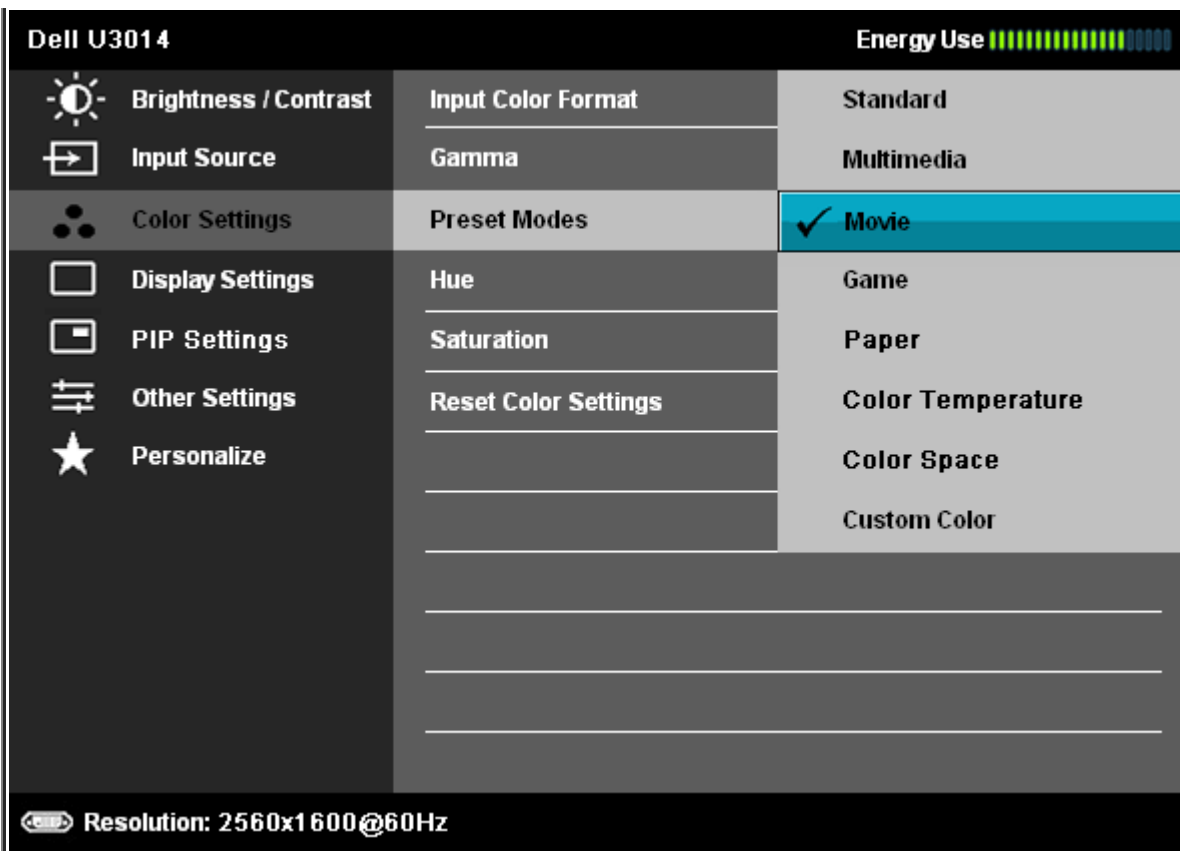 Dell U3014 Energy Use
Brightness / Contrast Input Color Format Standard
Input Source Gamma Multimedia
Color Settings Preset Modes Movie
Display Settings Hue Game
PIP Settings Saturation Paper
Other Settings Reset Color Settings Color Temperature
Personalize Color Space
Custom Color
Resolution: 2560x1600@60Hz